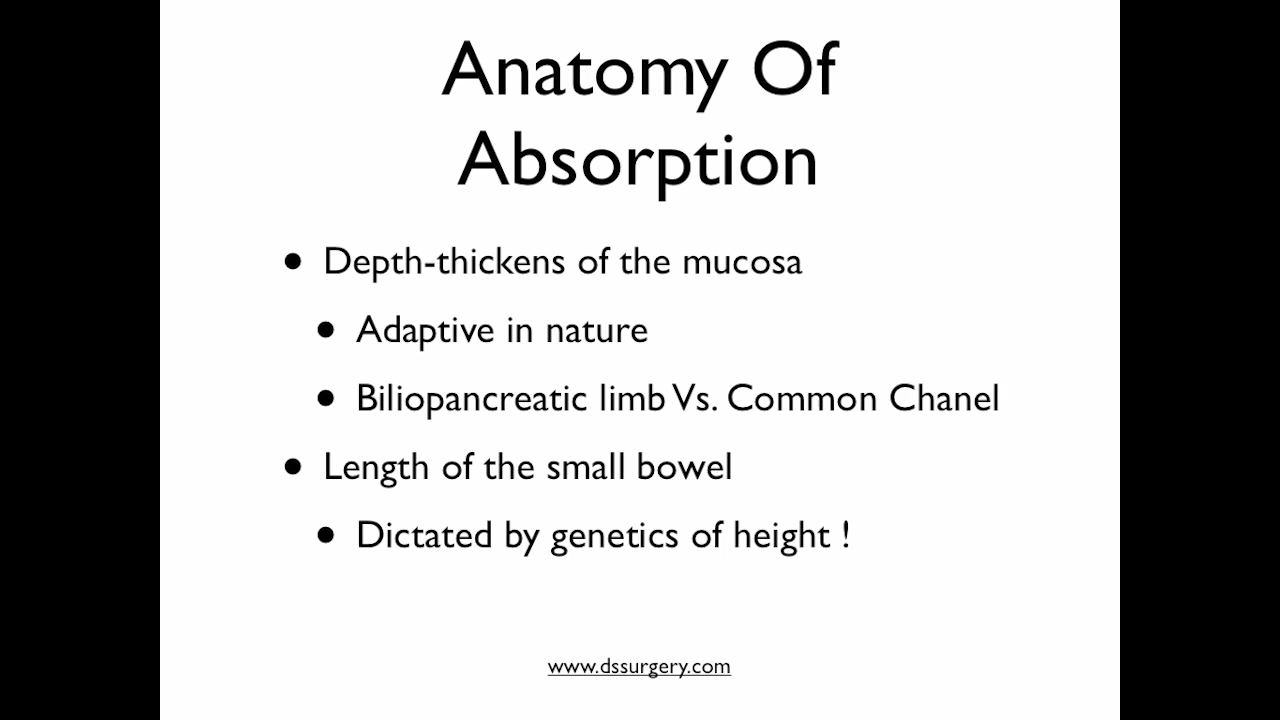 Anatomy Of
Absorption
• Depth-thickens of the mucosa
• Adaptive in nature
• Biliopancreatic limb Vs. Common Chanel
• Length of the small bowel
• Dictated by genetics of height !
www.dssurgery.com